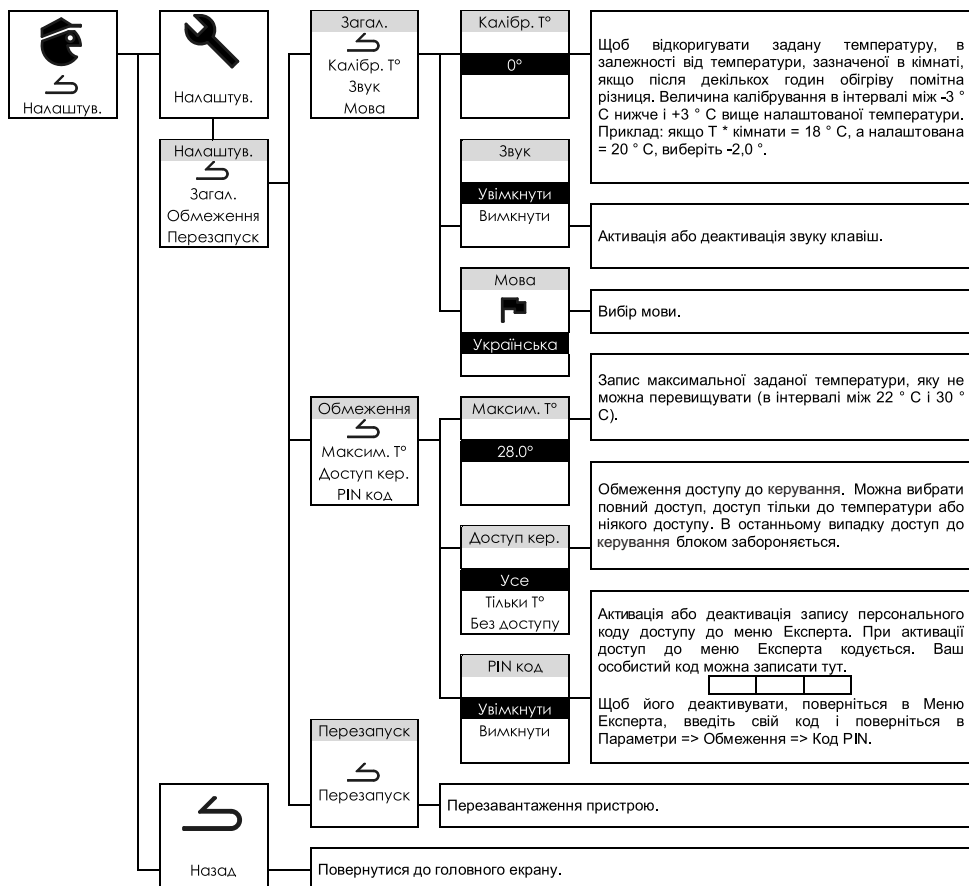 Налаштув.
Налаштув.
Налаштув.
Загал.
Обмеження
Перезапуск
Загал.
Калібр. Т°
Звук
Мова
Калібр. Т°
0°
Щоб відкоригувати задану температуру, в
залежності від температури, зазначеної в кімнаті,
якщо після декількох годин обігріву помітна
різниця. Величина калібрування в інтервалі між -3 °
С нижче і +3 ° С вище налаштованої температури.
Приклад: якщо Т * кімнати = 18 ° С, а налаштована
= 20 ° С, виберіть -2,0 °.
Звук
Увімкнути
Вимкнути
Активація або деактивація звуку клавіш.
Мова
Українська
Вибір мови.
Обмеження
Максим. Т°
Доступ кер.
PIN код
Максим. Т°
28.0°
Запис максимальної заданої температури, яку не
можна перевищувати (в інтервалі між 22 ° С і 30 °
С).
Доступ кер.
Усе
Тільки Т°
Без доступу
Обмеження доступу до керування. Можна вибрати
повний доступ, доступ тільки до температури або
ніякого доступу. В останньому випадку доступ до
керування блоком забороняється.
PIN код
Увімкнути
Вимкнути
Активація або деактивація запису персонального
коду доступу до меню Експерта. При активації
доступ до меню Експерта кодується. Ваш
особистий код можна записати тут.
Щоб його деактивувати, поверніться в Меню
Експерта, введіть свій код і поверніться в
Параметри => Обмеження => Код PIN.
Перезапуск
Перезапуск
Перезавантаження пристрою.
Назад
Повернутися до головного екрану.